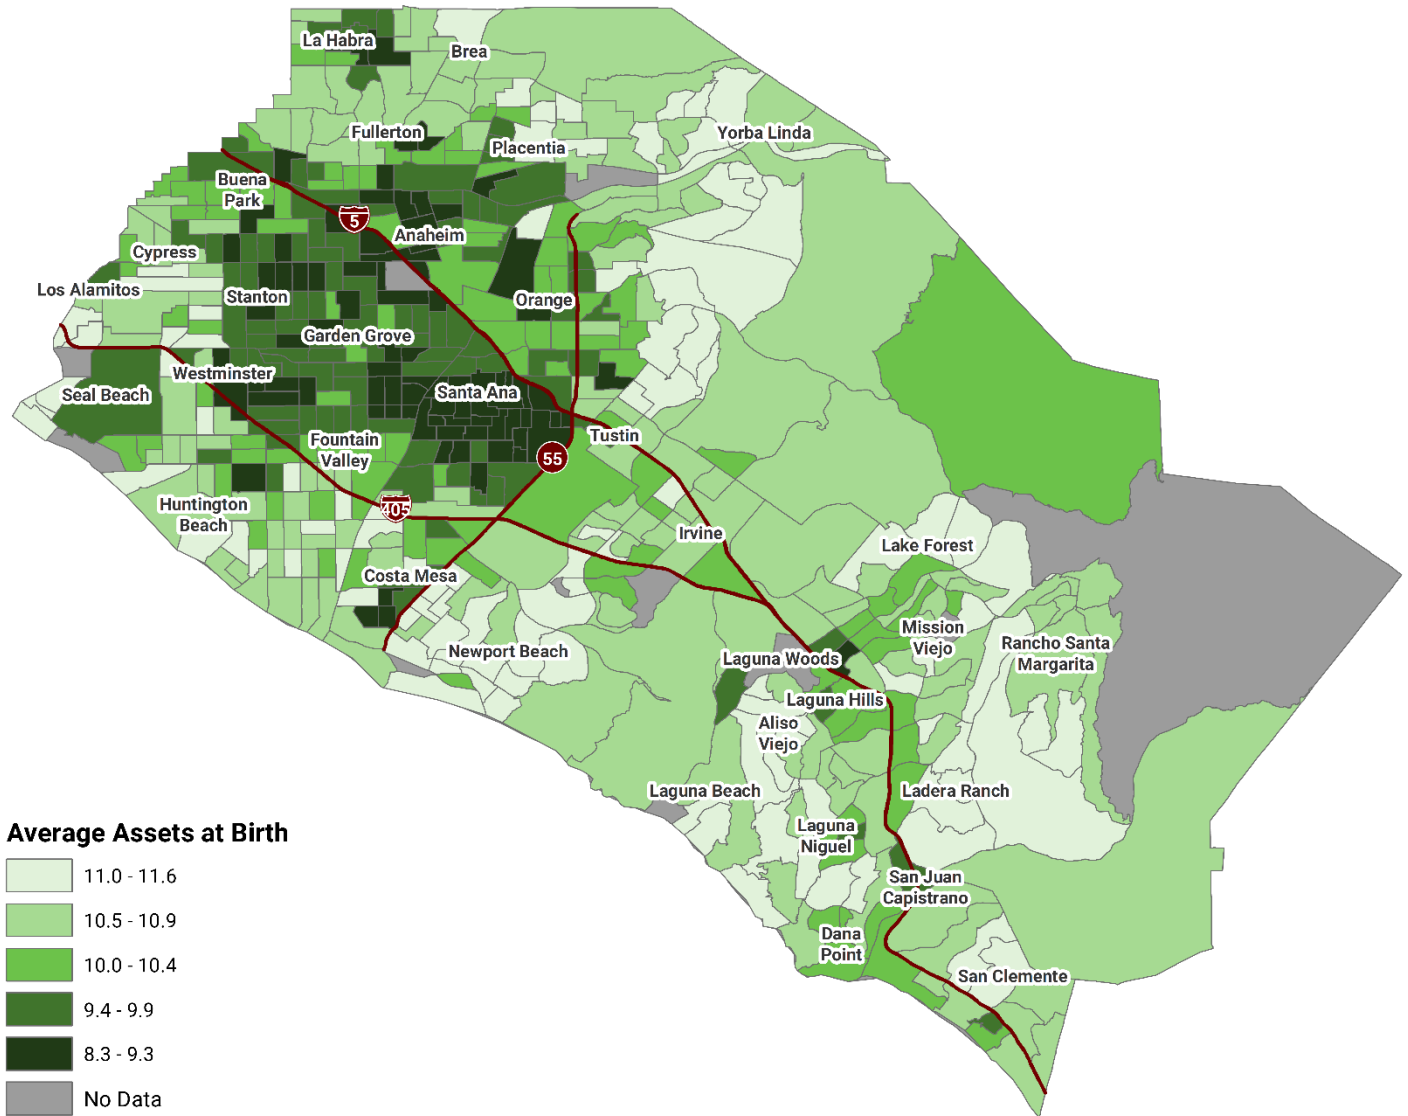 La Habra
Brea
Fullerton
Placentia
Yorba Linda
Buena
Park
5
Anaheim
Cypress
Los Alamitos
Stanton
Orange
Garden Grove
Westminster
Seal Beach
Santa Ana
Fountain
Valley
Tustin
55
Huntington
Beach
405
Irvine
Lake Forest
Costa Mesa
Mission
Viejo
Rancho Santa
Margarita
Newport Beach
Laguna Woods
Laguna Hills
Aliso
Viejo
Laguna Beach
Ladera Ranch
Laguna
Niguel
San Juan
Capistrano
Dana
Point
San Clemente
Average Assets at Birth
11.0 - 11.6
10.5 - 10.9
10.0 - 10.4
9.4 - 9.9
8.3 - 9.3
No Data